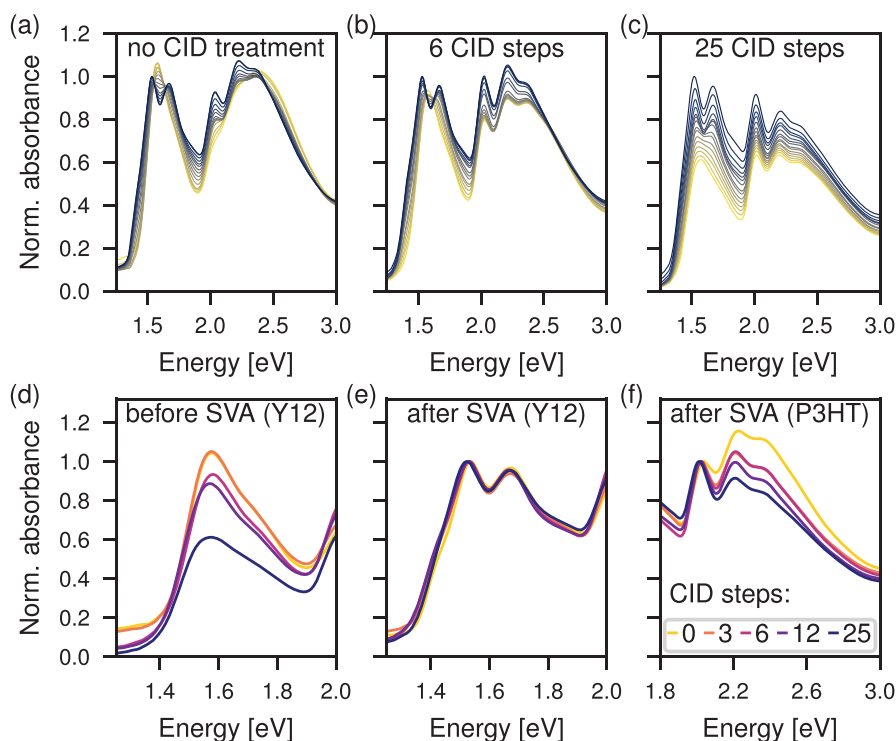 (a)
no CID treatment
(b)
6 CID steps
(c)
25 CID steps
Norm. absorbance
1.2
1.0
0.8
0.6
0.4
0.2
0.0
1.5 2.0 2.5 3.0
1.5 2.0 2.5 3.0
1.5 2.0 2.5 3.0
Energy [eV]
Energy [eV]
Energy [eV]
(d)
before SVA (Y12)
(e)
after SVA (Y12)
(f)
after SVA (P3HT)
Norm. absorbance
1.2
1.0
0.8
0.6
0.4
0.2
0.0
CID steps:
0 3 6 12 25
1.4 1.6 1.8 2.0
1.4 1.6 1.8 2.0
1.8 2.2 2.6 3.0
Energy [eV]
Energy [eV]
Energy [eV]